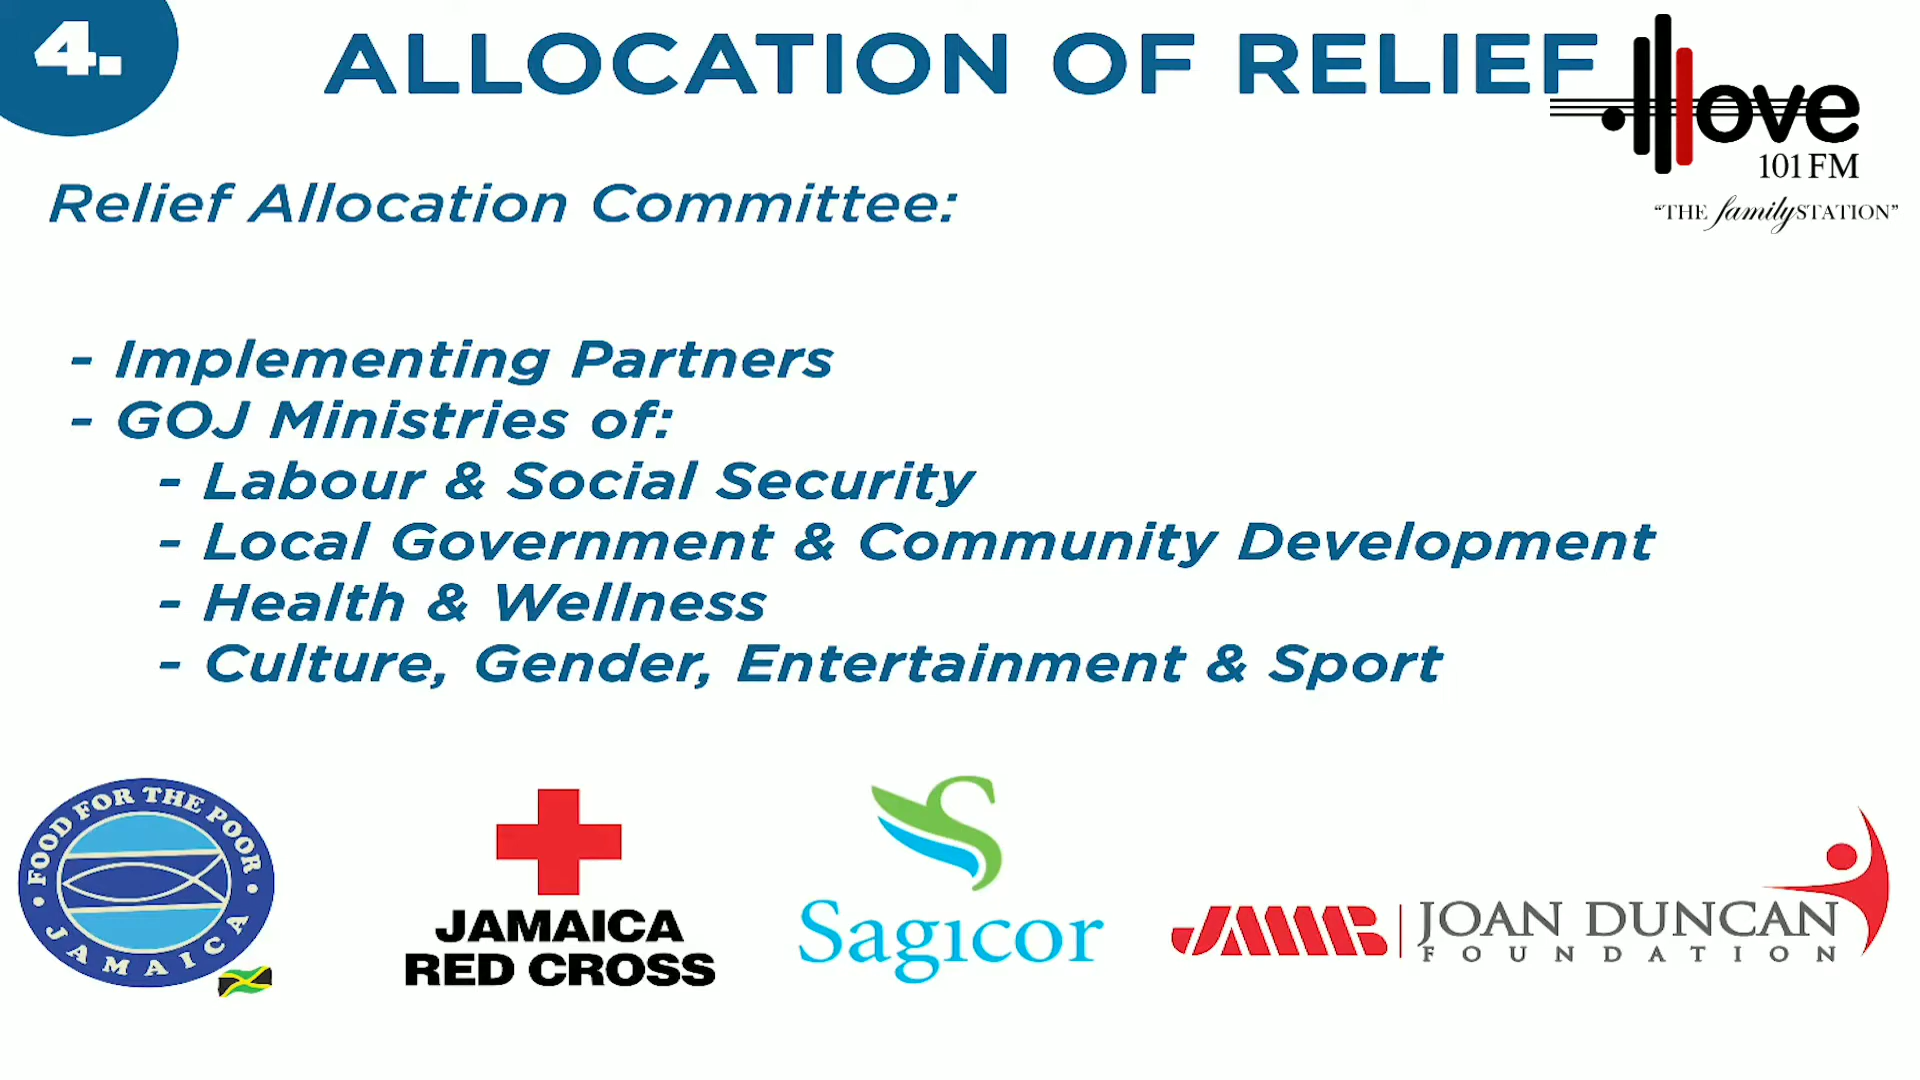 4.
ALLOCATION OF RELIEF
love
101 FM
"THE family STATION"
Relief Allocation Committee:
- Implementing Partners
- GOJ Ministries of:
- Labour & Social Security
- Local Government & Community Development
- Health & Wellness
- Culture, Gender, Entertainment & Sport
• FOOD FOR THE POOR •
JAMAICA
JAMAICA
RED CROSS
Sagicor
JMMB | JOAN DUNCAN
FOUNDATION